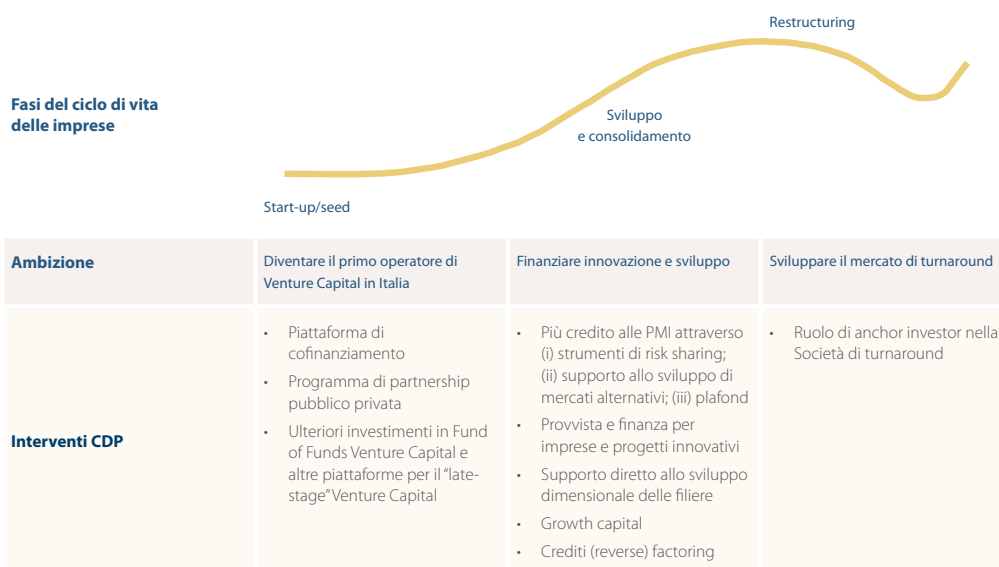 Restructuring
Fasi del ciclo di vita
delle imprese
Sviluppo
e consolidamento
Start-up/seed
Ambizione
Diventare il primo operatore di
Venture Capital in Italia
Finanziare innovazione e sviluppo
Sviluppare il mercato di turnaround
Interventi CDP
• Piattaforma di
cofinanziamento
• Programma di partnership
pubblico privata
• Ulteriori investimenti in Fund
of Funds Venture Capital e
altre piattaforme per il “late-
stage” Venture Capital
• Più credito alle PMI attraverso
(i) strumenti di risk sharing;
(ii) supporto allo sviluppo di
mercati alternativi; (iii) plafond
• Provvista e finanza per
imprese e progetti innovativi
• Supporto diretto allo sviluppo
dimensionale delle filiere
• Growth capital
• Crediti (reverse) factoring
• Ruolo di anchor investor nella
Società di turnaround